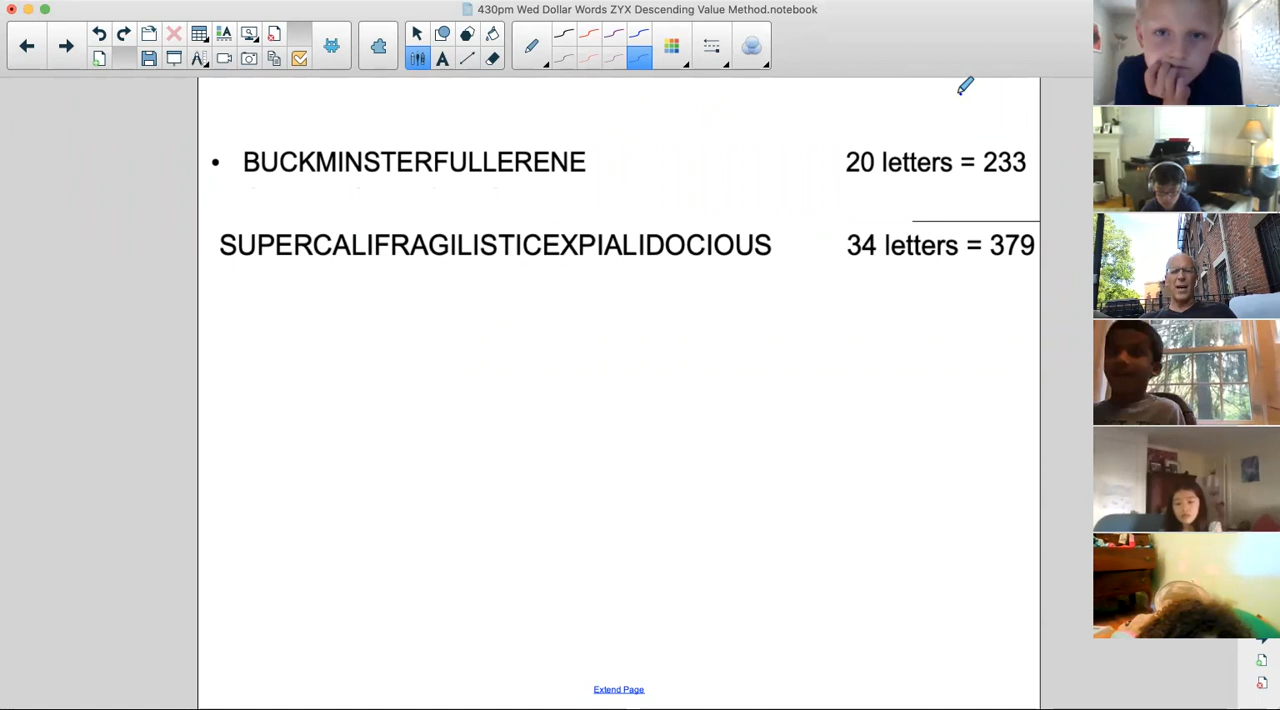 430pm Wed Dollar Words ZYX Descending Value Method.notebook
• BUCKMINSTERFULLERENE 20 letters = 233
SUPERCALIFRAGILISTICEXPIALIDOCIOUS 34 letters = 379
Extend Page